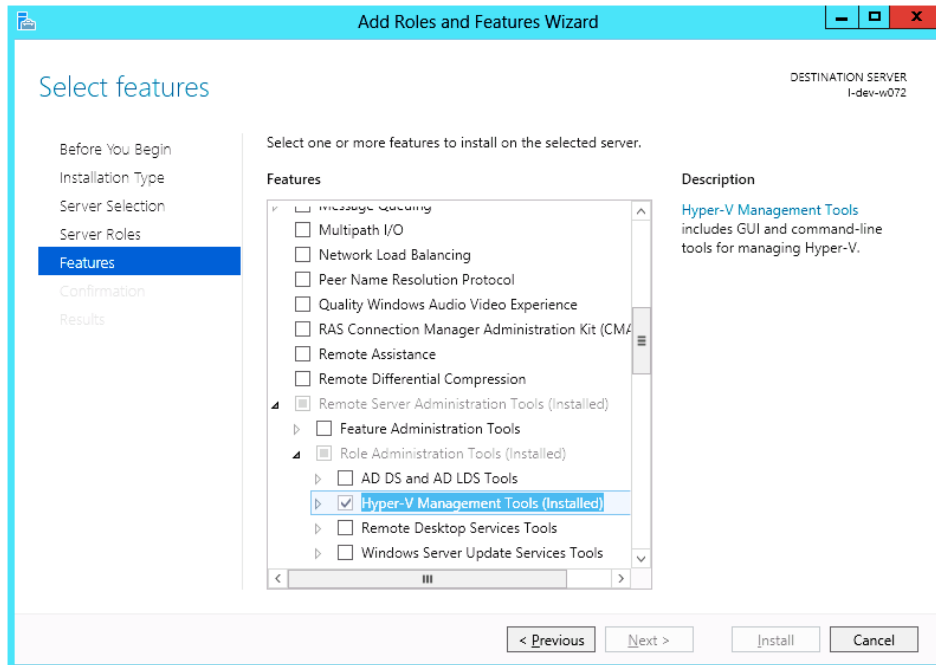 Add Roles and Features Wizard
Select features
DESTINATION SERVER
l-dev-w072
Before You Begin
Installation Type
Server Selection
Server Roles
Features
Confirmation
Results
Select one or more features to install on the selected server.
Features
Message Queuing
Multipath I/O
Network Load Balancing
Peer Name Resolution Protocol
Quality Windows Audio Video Experience
RAS Connection Manager Administration Kit (CMA
Remote Assistance
Remote Differential Compression
Remote Server Administration Tools (Installed)
Feature Administration Tools
Role Administration Tools (Installed)
AD DS and AD LDS Tools
Hyper-V Management Tools (Installed)
Remote Desktop Services Tools
Windows Server Update Services Tools
Description
Hyper-V Management Tools
includes GUI and command-line
tools for managing Hyper-V.
< Previous
Next >
Install
Cancel